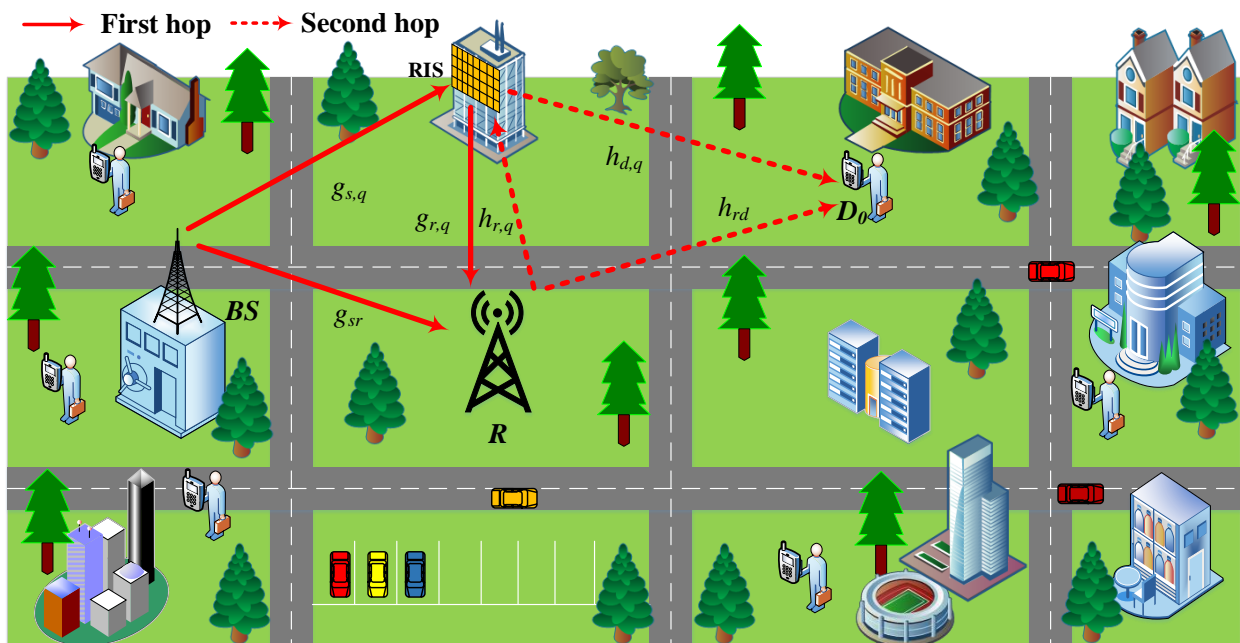 First hop Second hop
RIS
h_{d,q}
g_{s,q}
g_{r,q} h_{r,q} h_{rd} D_0
BS
g_{sr}
R